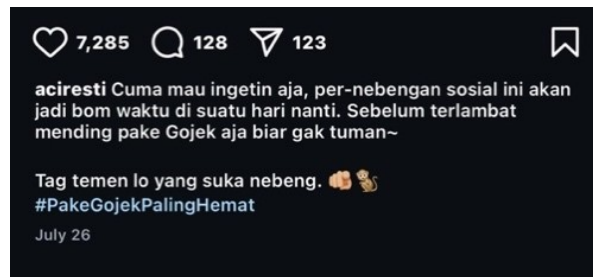 7,285 128 123
aciresti Cuma mau ingetin aja, per-nebengan sosial ini akan
jadi bom waktu di suatu hari nanti. Sebelum terlambat
mending pake Gojek aja biar gak tuman~
Tag temen lo yang suka nebeng. 🫵🐒
#PakeGojekPalingHemat
July 26